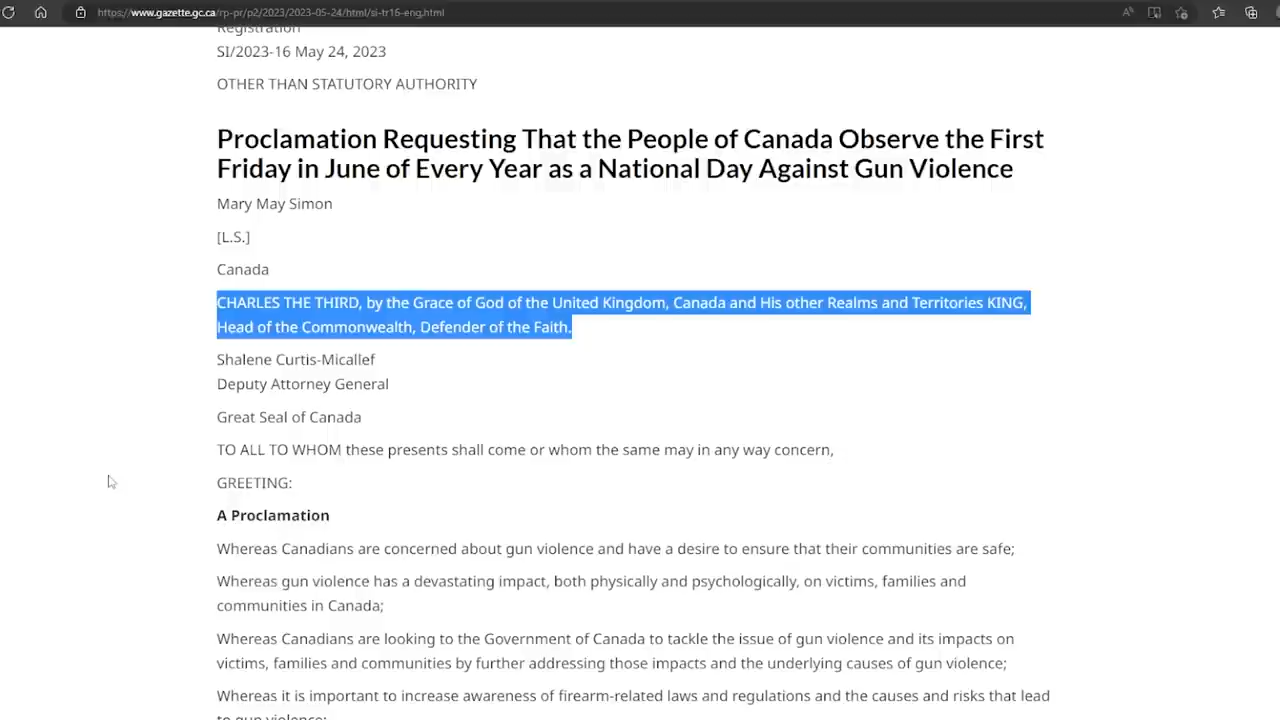 https://www.gazette.gc.ca/rp-pr/p2/2023/2023-05-24/html/si-tr16-eng.html
Registration
SI/2023-16 May 24, 2023
OTHER THAN STATUTORY AUTHORITY
Proclamation Requesting That the People of Canada Observe the First
Friday in June of Every Year as a National Day Against Gun Violence
Mary May Simon
[L.S.]
Canada
CHARLES THE THIRD, by the Grace of God of the United Kingdom, Canada and His other Realms and Territories KING,
Head of the Commonwealth, Defender of the Faith.
Shalene Curtis-Micallef
Deputy Attorney General
Great Seal of Canada
TO ALL TO WHOM these presents shall come or whom the same may in any way concern,
GREETING:
A Proclamation
Whereas Canadians are concerned about gun violence and have a desire to ensure that their communities are safe;
Whereas gun violence has a devastating impact, both physically and psychologically, on victims, families and
communities in Canada;
Whereas Canadians are looking to the Government of Canada to tackle the issue of gun violence and its impacts on
victims, families and communities by further addressing those impacts and the underlying causes of gun violence;
Whereas it is important to increase awareness of firearm-related laws and regulations and the causes and risks that lead
to gun violence;